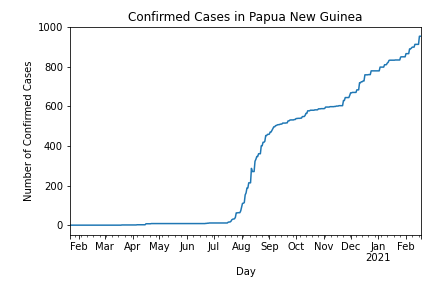 Confirmed Cases in Papua New Guinea
1000
800
600
400
200
0
Number of Confirmed Cases
Feb Mar Apr May Jun Jul Aug Sep Oct Nov Dec Jan Feb
2021
Day